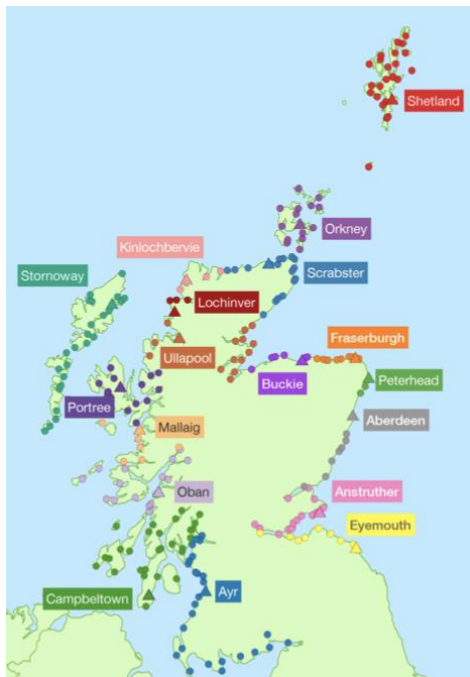 Shetland
Orkney
Kinlochbervie
Scrabster
Stornoway
Lochinver
Fraserburgh
Ullapool
Buckie
Peterhead
Portree
Aberdeen
Mallaig
Oban
Anstruther
Eyemouth
Campbeltown
Ayr